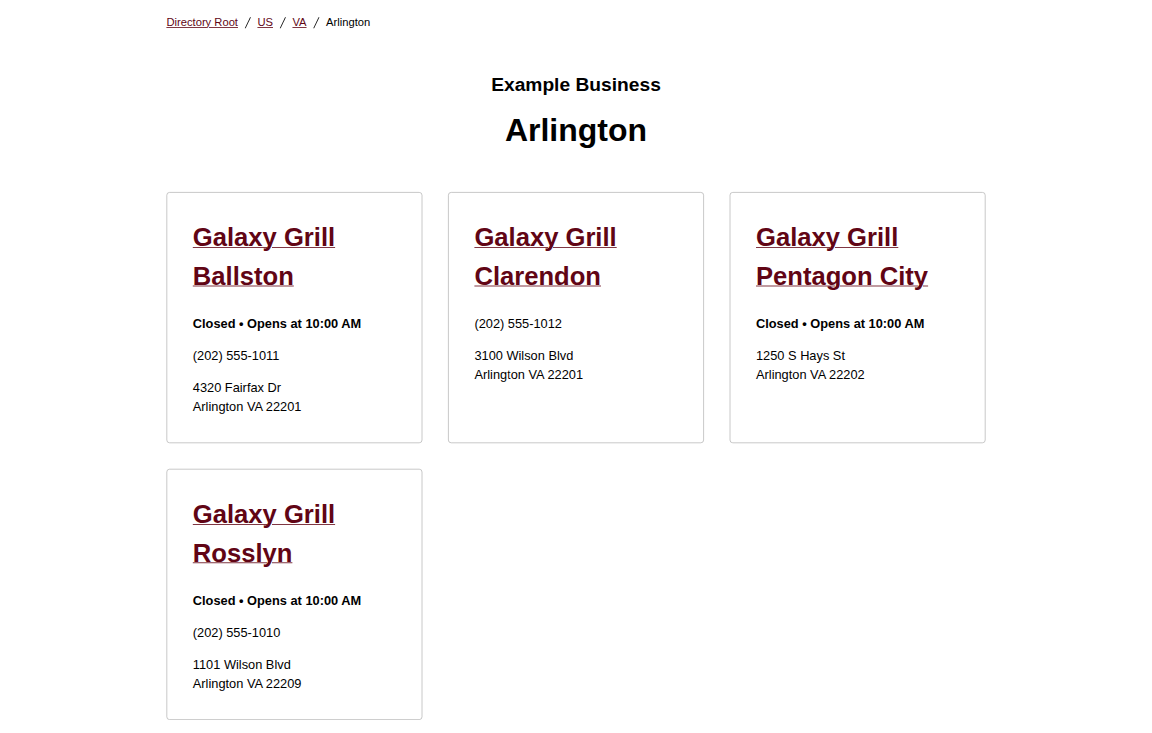 Directory Root / US / VA / Arlington
Example Business
Arlington
Galaxy Grill
Ballston
Closed • Opens at 10:00 AM
(202) 555-1011
4320 Fairfax Dr
Arlington VA 22201
Galaxy Grill
Clarendon
(202) 555-1012
3100 Wilson Blvd
Arlington VA 22201
Galaxy Grill
Pentagon City
Closed • Opens at 10:00 AM
1250 S Hays St
Arlington VA 22202
Galaxy Grill
Rosslyn
Closed • Opens at 10:00 AM
(202) 555-1010
1101 Wilson Blvd
Arlington VA 22209